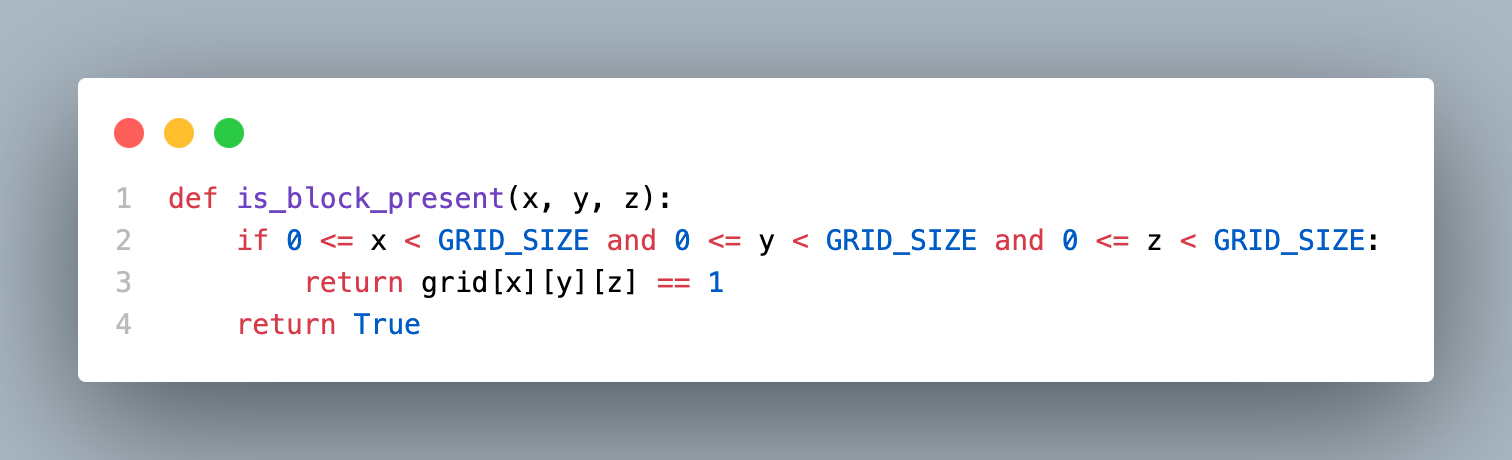 1 def is_block_present(x, y, z):
2     if 0 <= x < GRID_SIZE and 0 <= y < GRID_SIZE and 0 <= z < GRID_SIZE:
3         return grid[x][y][z] == 1
4     return True